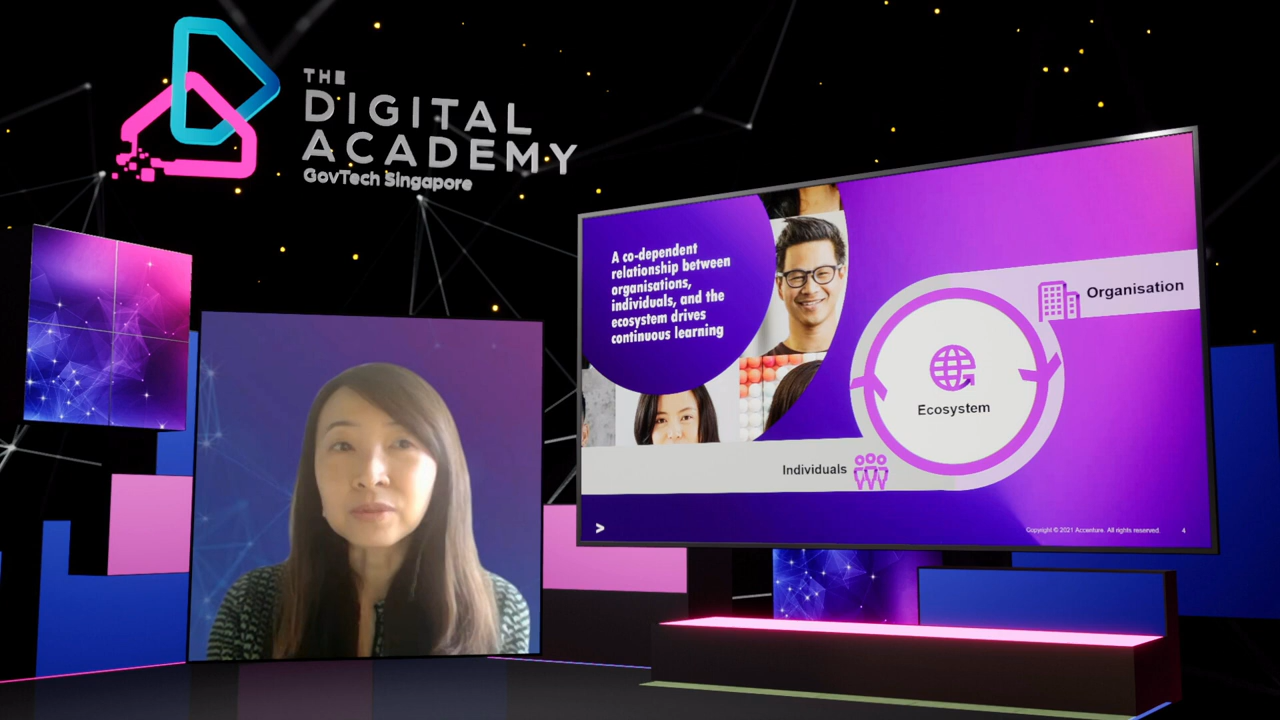 THE
DIGITAL
ACADEMY
GovTech Singapore
A co-dependent
relationship between
organisations,
individuals, and the
ecosystem drives
continuous learning
Organisation
Ecosystem
Individuals
>
Copyright © 2021 Accenture. All rights reserved. 4